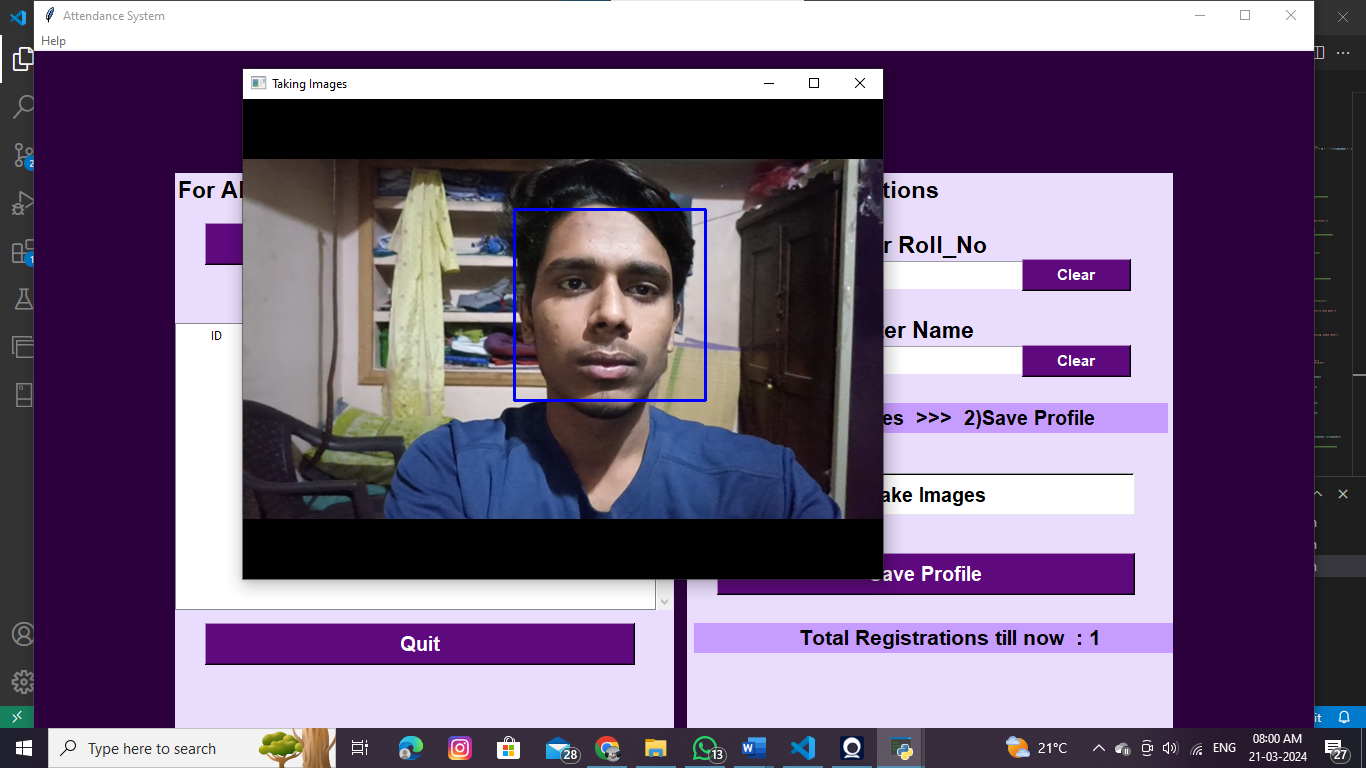 Attendance System
Help
Taking Images
For Al
tions
r Roll_No
Clear
ID
er Name
Clear
es >>> 2)Save Profile
ake Images
Save Profile
Quit
Total Registrations till now : 1
Type here to search
28
13
21°C
ENG
08:00 AM
21-03-2024
27